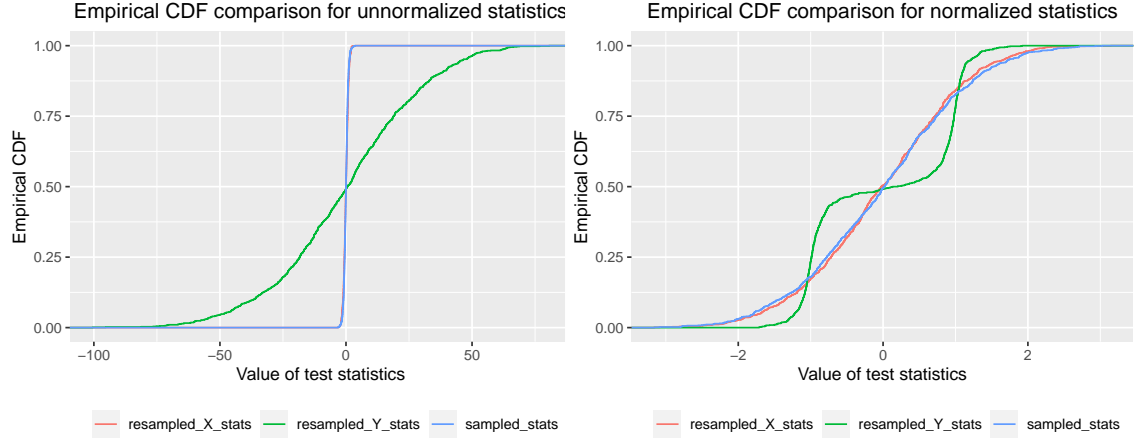 Empirical CDF comparison for unnormalized statistics
1.00
0.75
0.50
0.25
0.00
Empirical CDF
−100
−50
0
50
Value of test statistics
resampled_X_stats
resampled_Y_stats
sampled_stats
Empirical CDF comparison for normalized statistics
1.00
0.75
0.50
0.25
0.00
Empirical CDF
−2
0
2
Value of test statistics
resampled_X_stats
resampled_Y_stats
sampled_stats